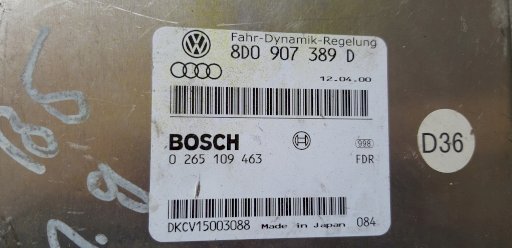 Fahr-Dynamik-Regelung
8D0 907 389 D
12.04.00
BOSCH
998
0 265 109 463
FDR
DKCV15003088
Made in Japan
084
D36